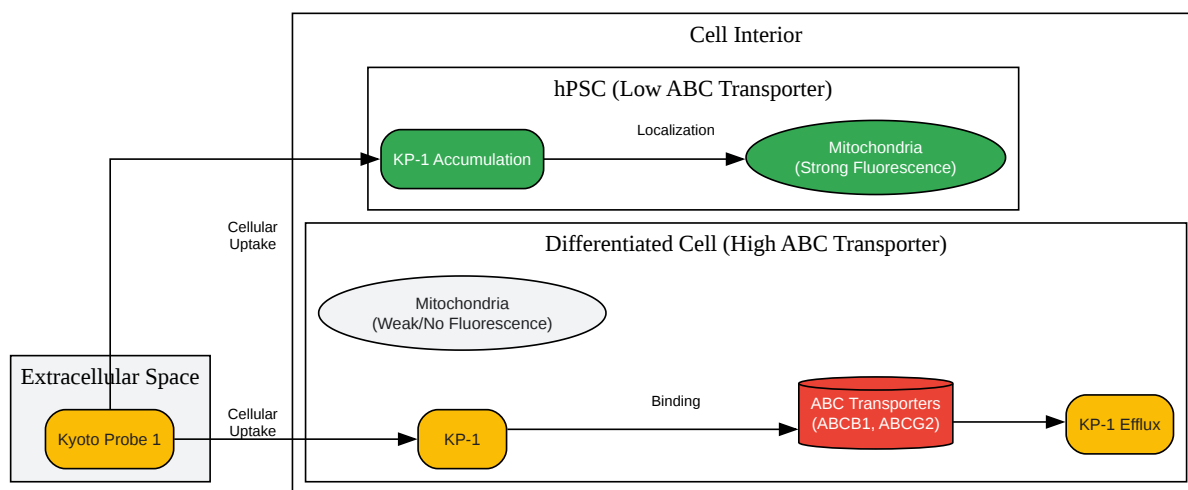 Cell Interior
hPSC (Low ABC Transporter)
KP-1 Accumulation
Localization
Mitochondria
(Strong Fluorescence)
Cellular
Uptake
Differentiated Cell (High ABC Transporter)
Mitochondria
(Weak/No Fluorescence)
Extracellular Space
Kyoto Probe 1
Cellular
Uptake
KP-1
Binding
ABC Transporters
(ABCB1, ABCG2)
KP-1 Efflux